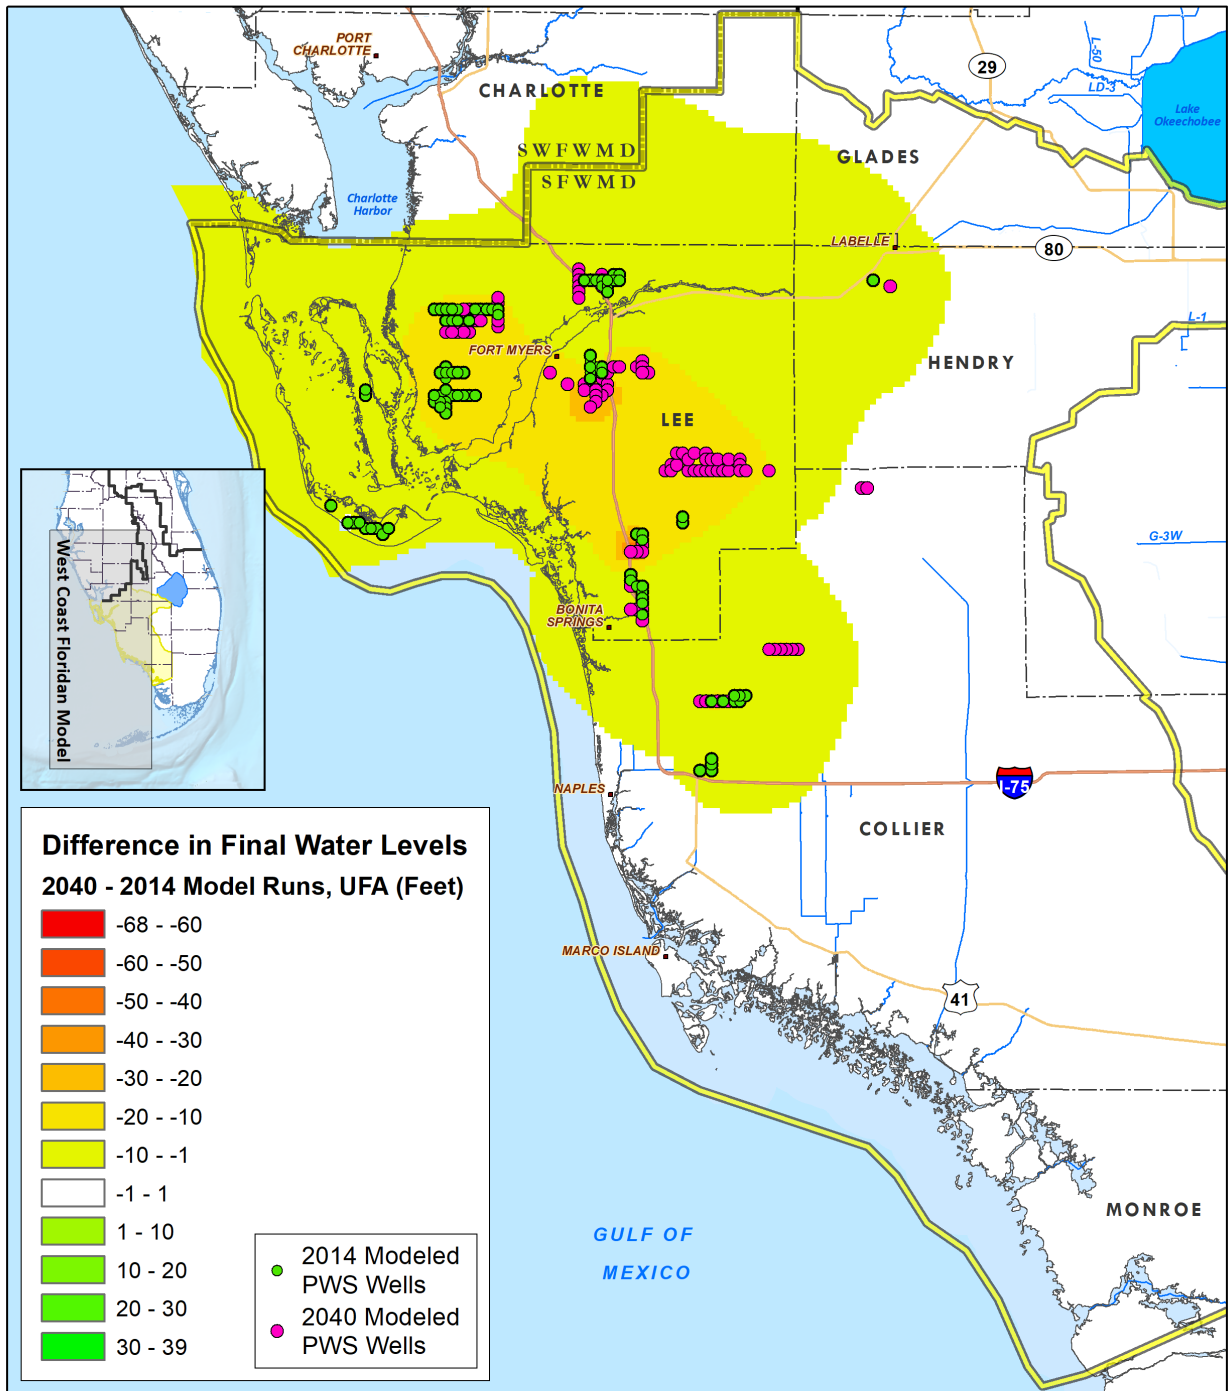 PORT
CHARLOTTE
CHARLOTTE
29
L-50
LD-3
Lake
Okeechobee
SWFWMD
SFWMD
GLADES
Charlotte
Harbor
LABELLE
80
L-1
FORT MYERS
HENDRY
LEE
G-3W
West Coast Floridan Model
BONITA
SPRINGS
NAPLES
I-75
COLLIER
MARCO ISLAND
41
MONROE
GULF OF
MEXICO
Difference in Final Water Levels
2040 - 2014 Model Runs, UFA (Feet)
-68 - -60
-60 - -50
-50 - -40
-40 - -30
-30 - -20
-20 - -10
-10 - -1
-1 - 1
1 - 10
10 - 20
20 - 30
30 - 39
2014 Modeled
PWS Wells
2040 Modeled
PWS Wells